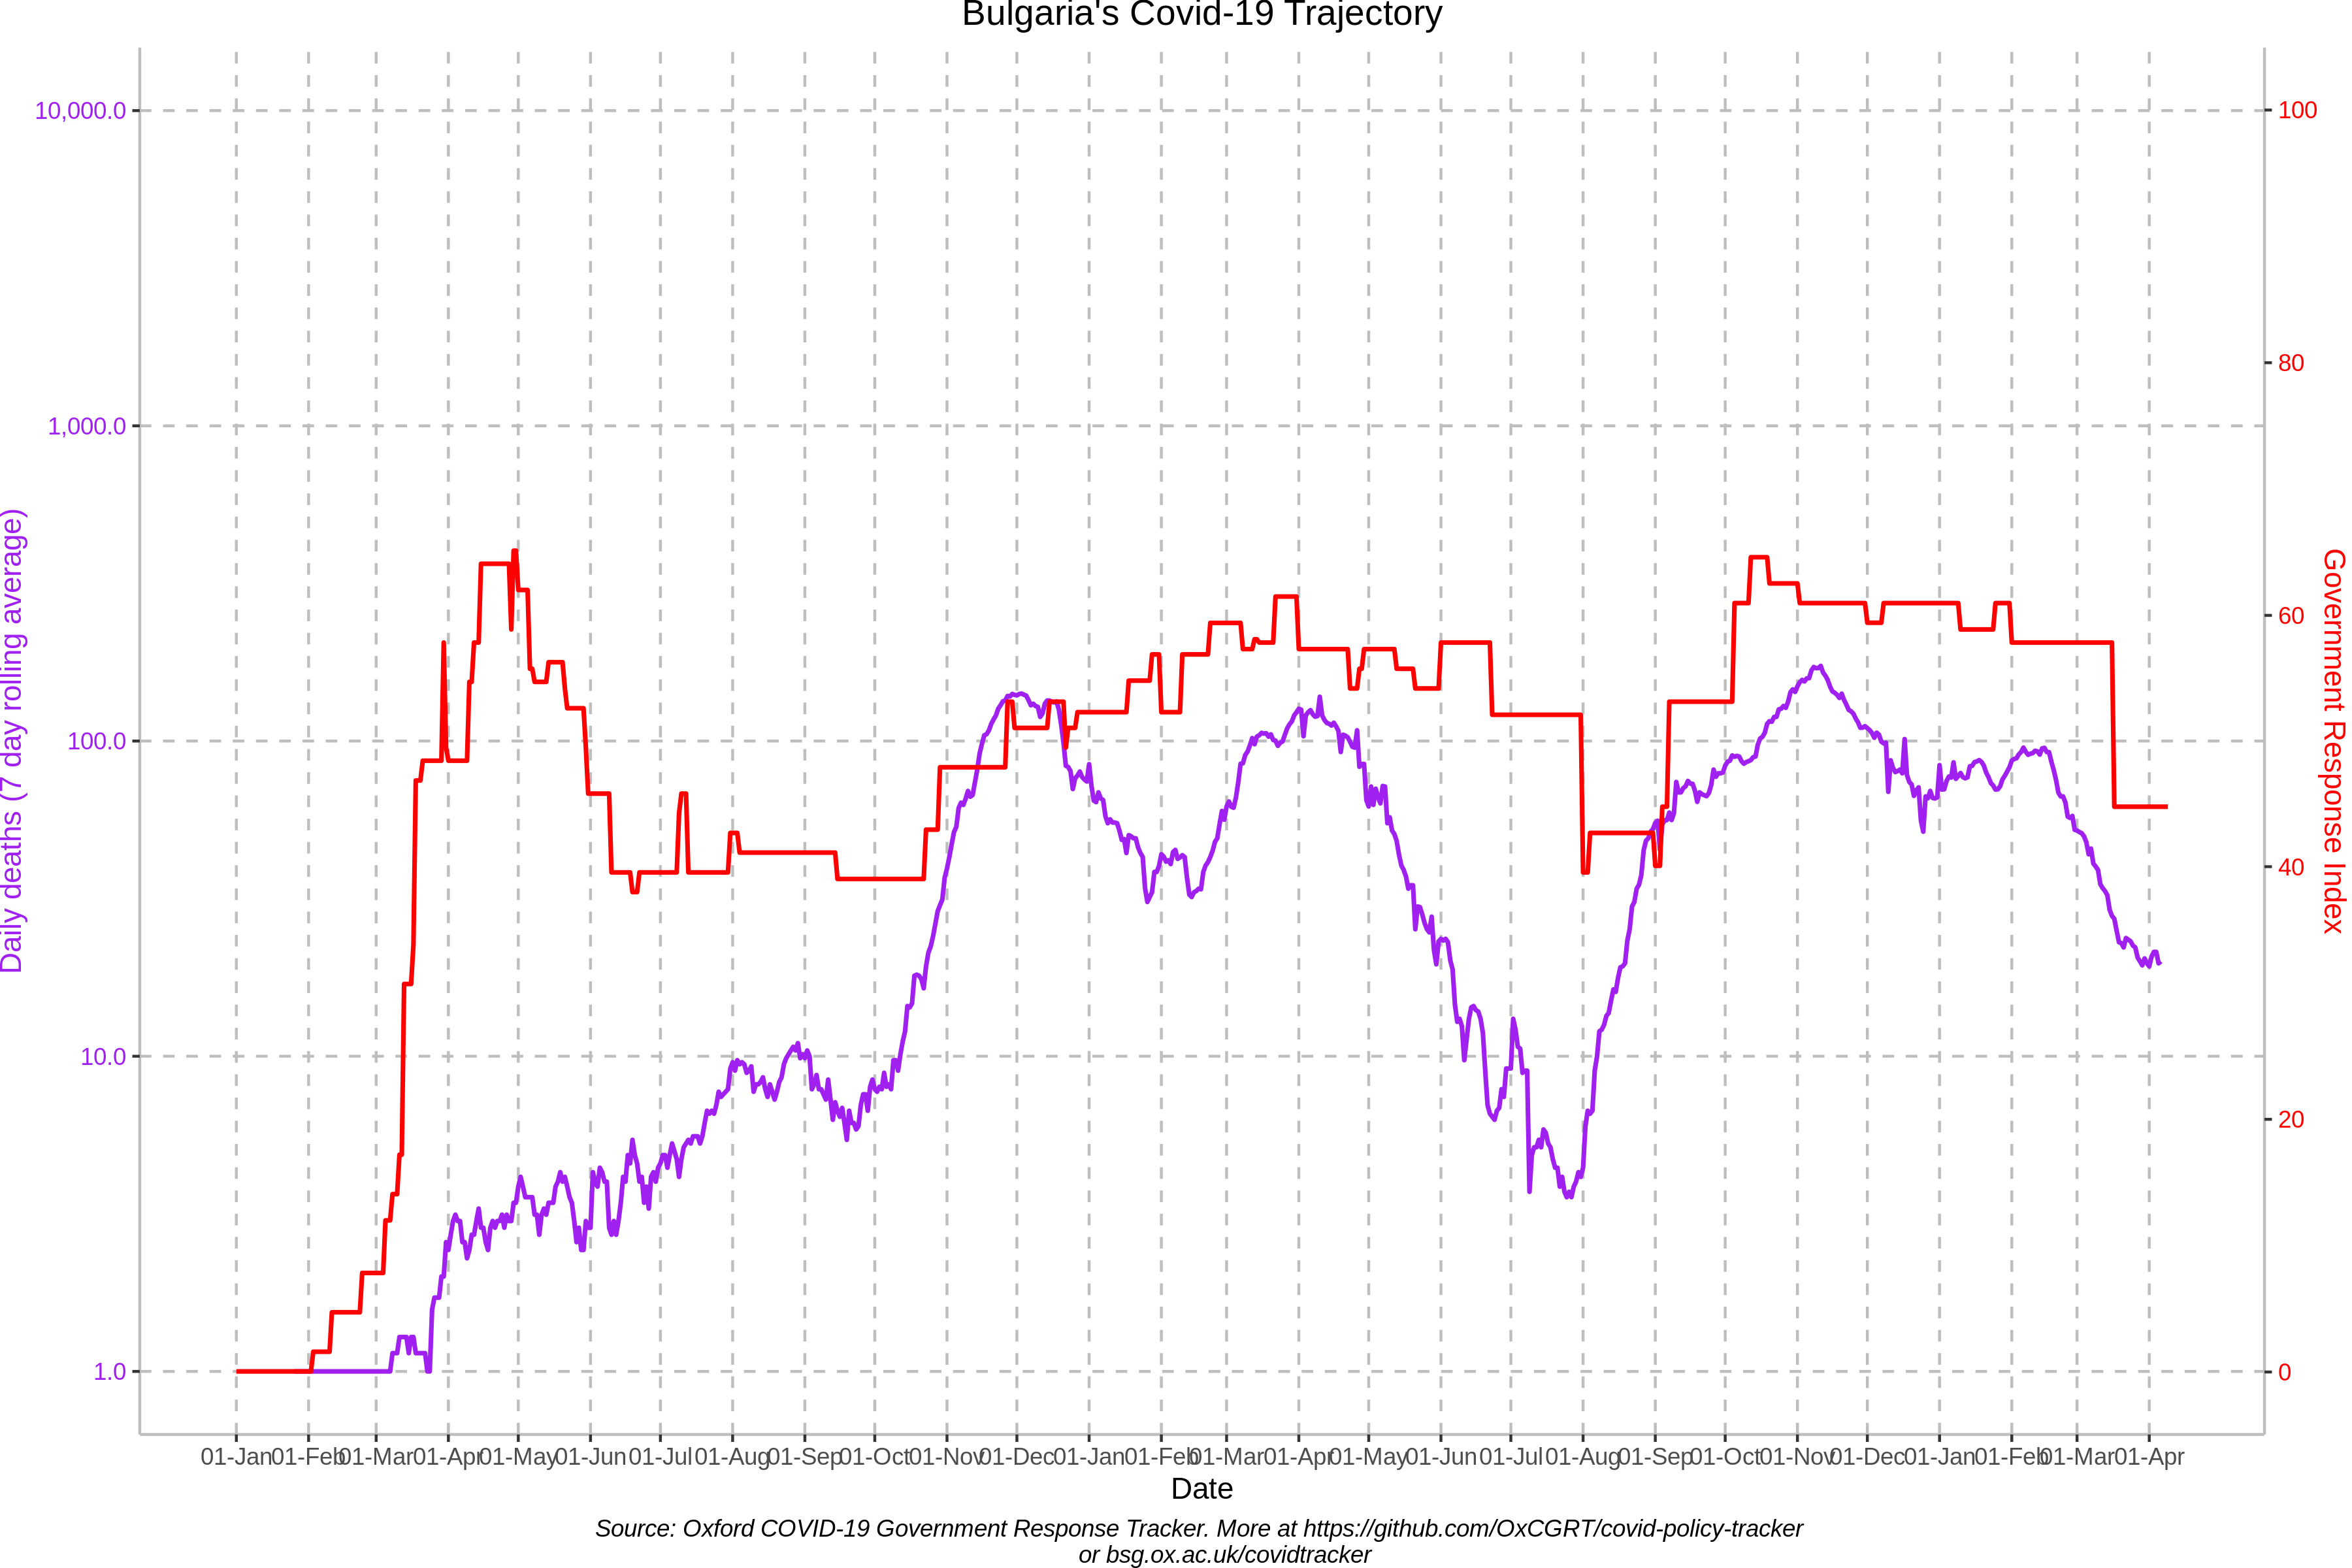 Bulgaria's Covid-19 Trajectory
10,000.0
1,000.0
100.0
10.0
1.0
Daily deaths (7 day rolling average)
100
80
60
40
20
0
Government Response Index
01-Jan 01-Feb 01-Mar 01-Apr 01-May 01-Jun 01-Jul 01-Aug 01-Sep 01-Oct 01-Nov 01-Dec 01-Jan 01-Feb 01-Mar 01-Apr 01-May 01-Jun 01-Jul 01-Aug 01-Sep 01-Oct 01-Nov 01-Dec 01-Jan 01-Feb 01-Mar 01-Apr
Date
Source: Oxford COVID-19 Government Response Tracker. More at https://github.com/OxCGRT/covid-policy-tracker
or bsg.ox.ac.uk/covidtracker